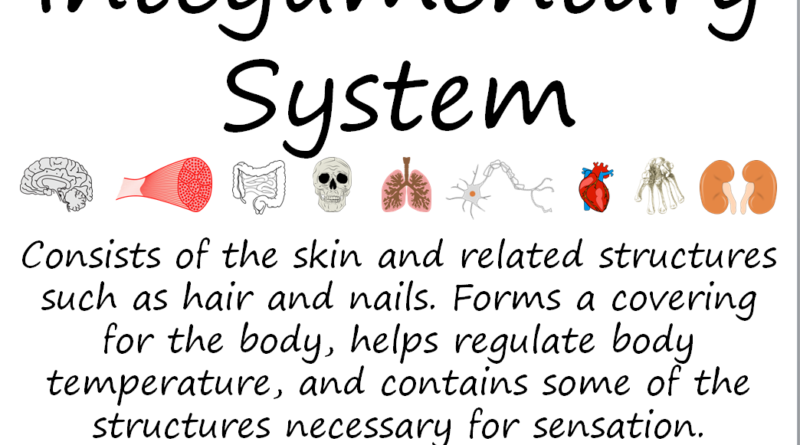 Integumentary
System
Consists of the skin and related structures
such as hair and nails. Forms a covering
for the body, helps regulate body
temperature, and contains some of the
structures necessary for sensation.